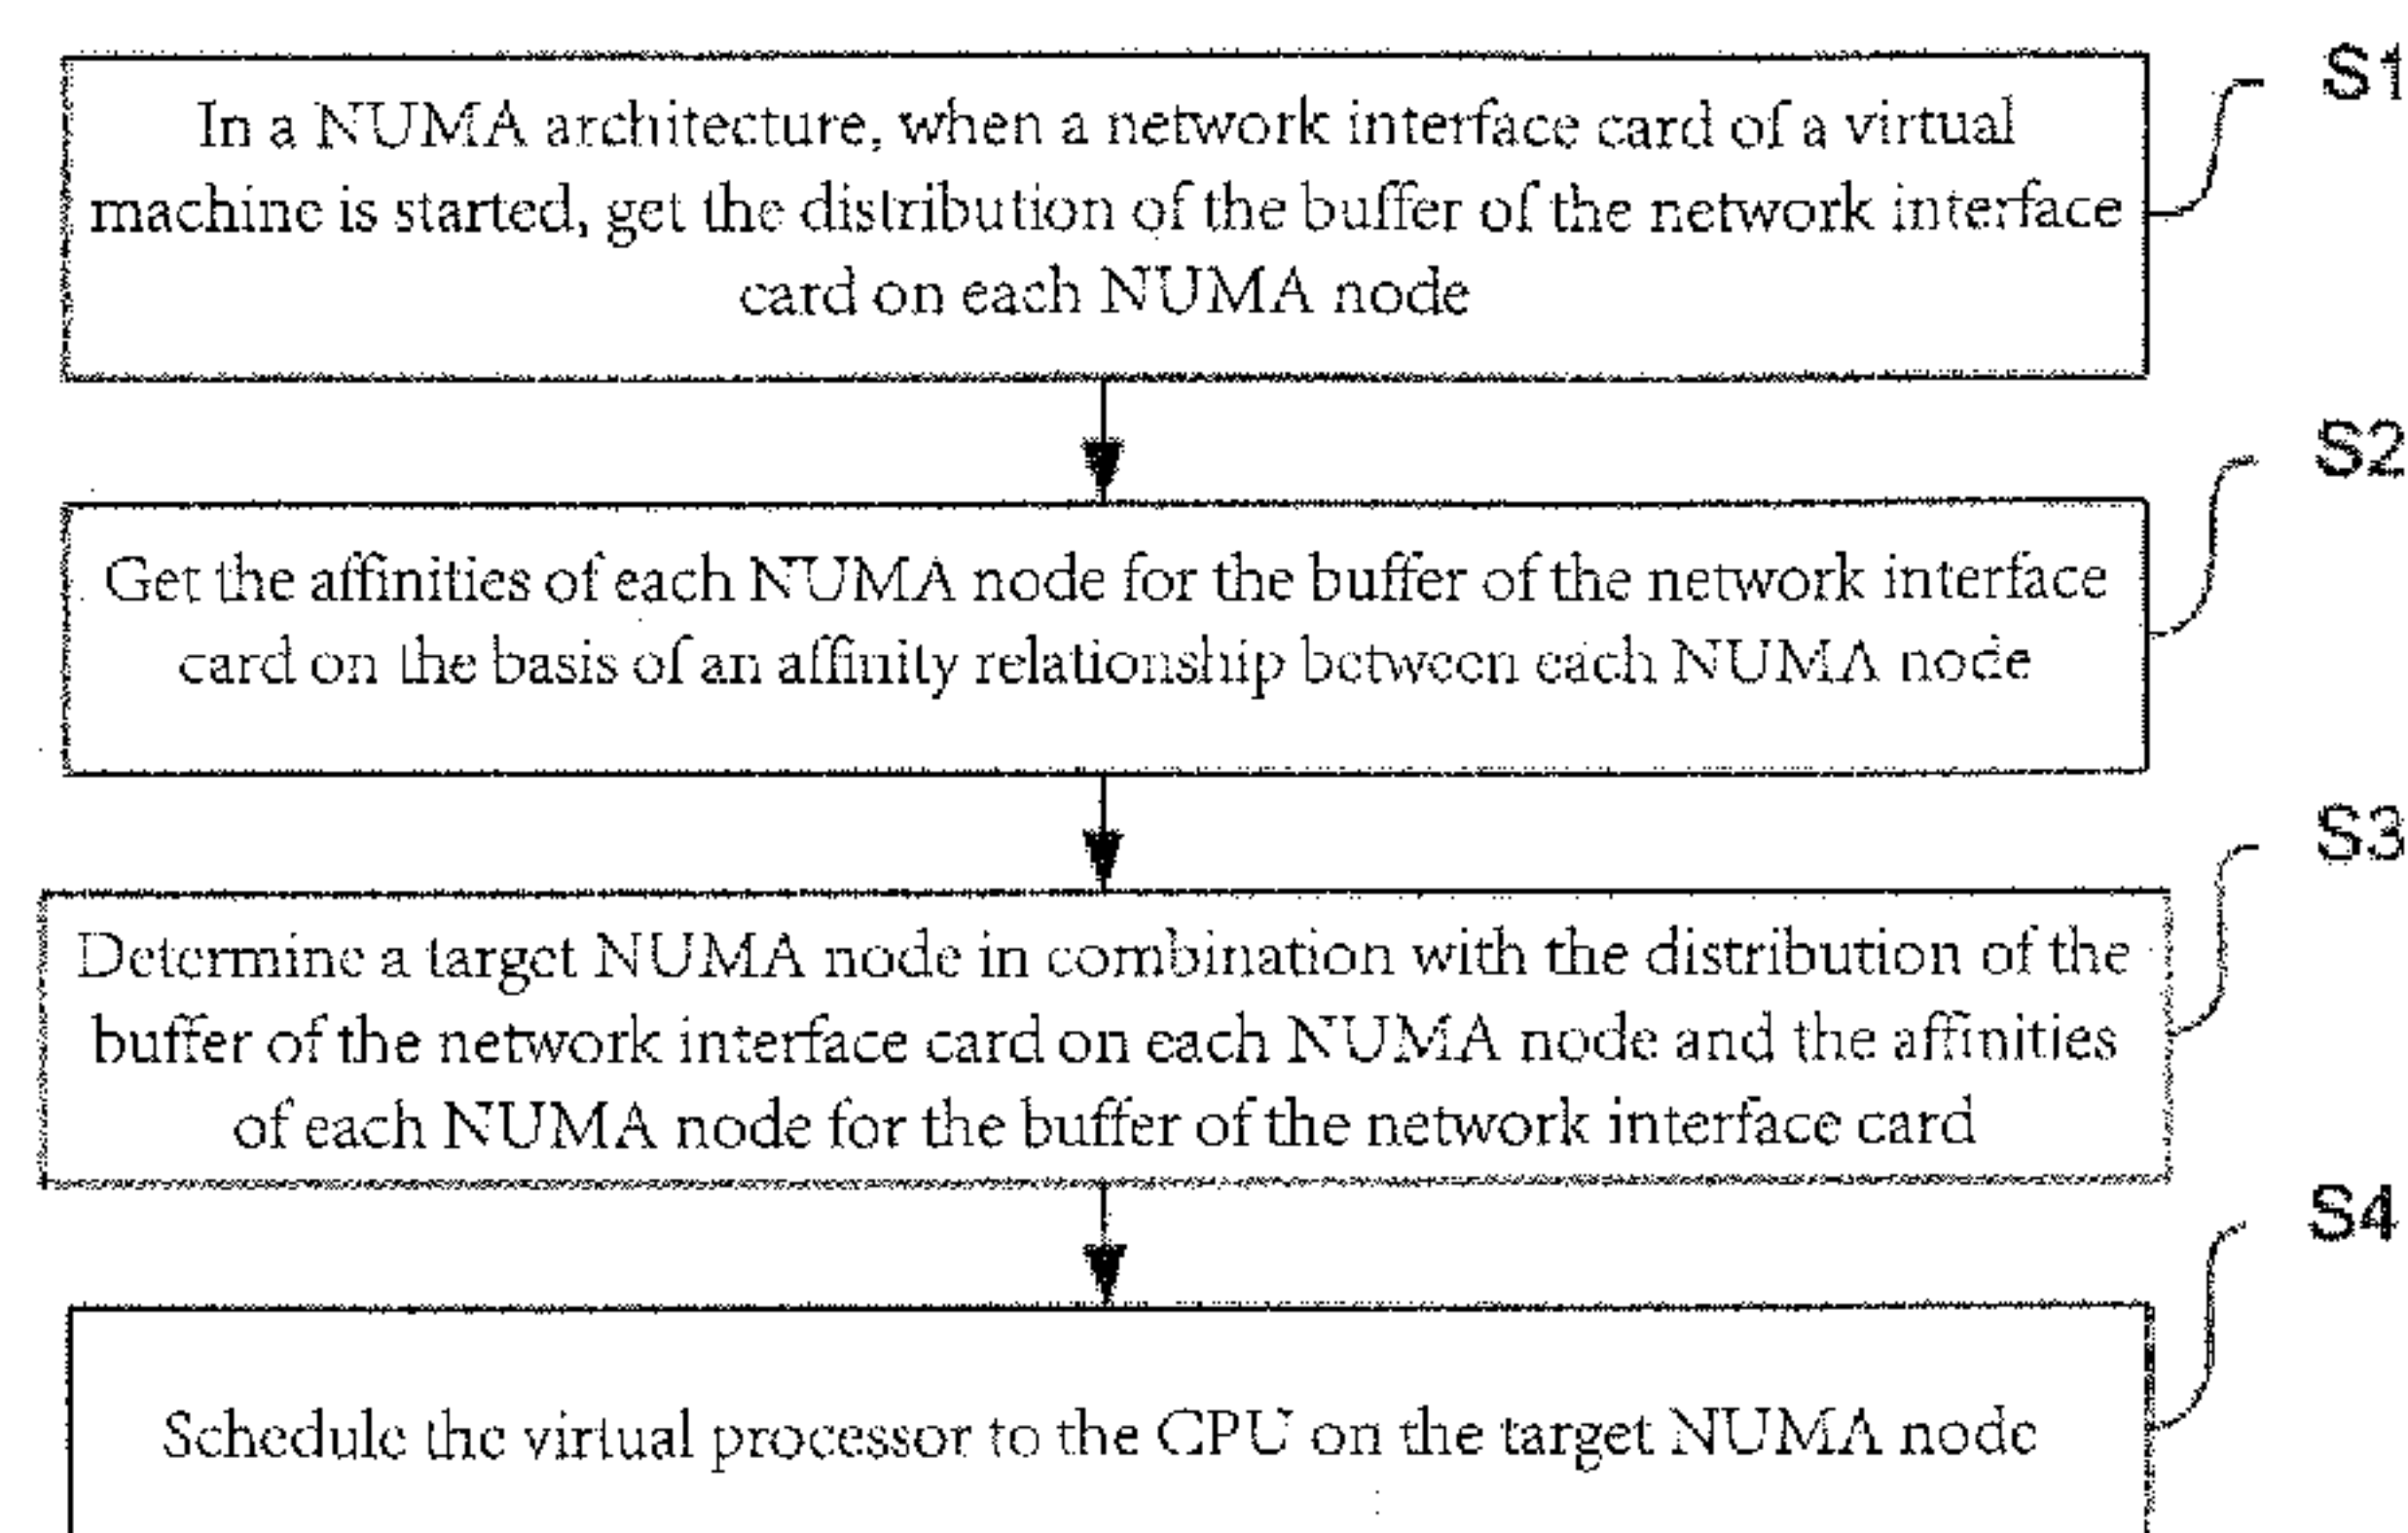 S1
In a NUMA architecture, when a network interface card of a virtual
machine is started, get the distribution of the buffer of the network interface
card on each NUMA node
S2
Get the affinities of each NUMA node for the buffer of the network interface
card on the basis of an affinity relationship between each NUMA node
S3
Determine a target NUMA node in combination with the distribution of the
buffer of the network interface card on each NUMA node and the affinities
of each NUMA node for the buffer of the network interface card
S4
Schedule the virtual processor to the CPU on the target NUMA node